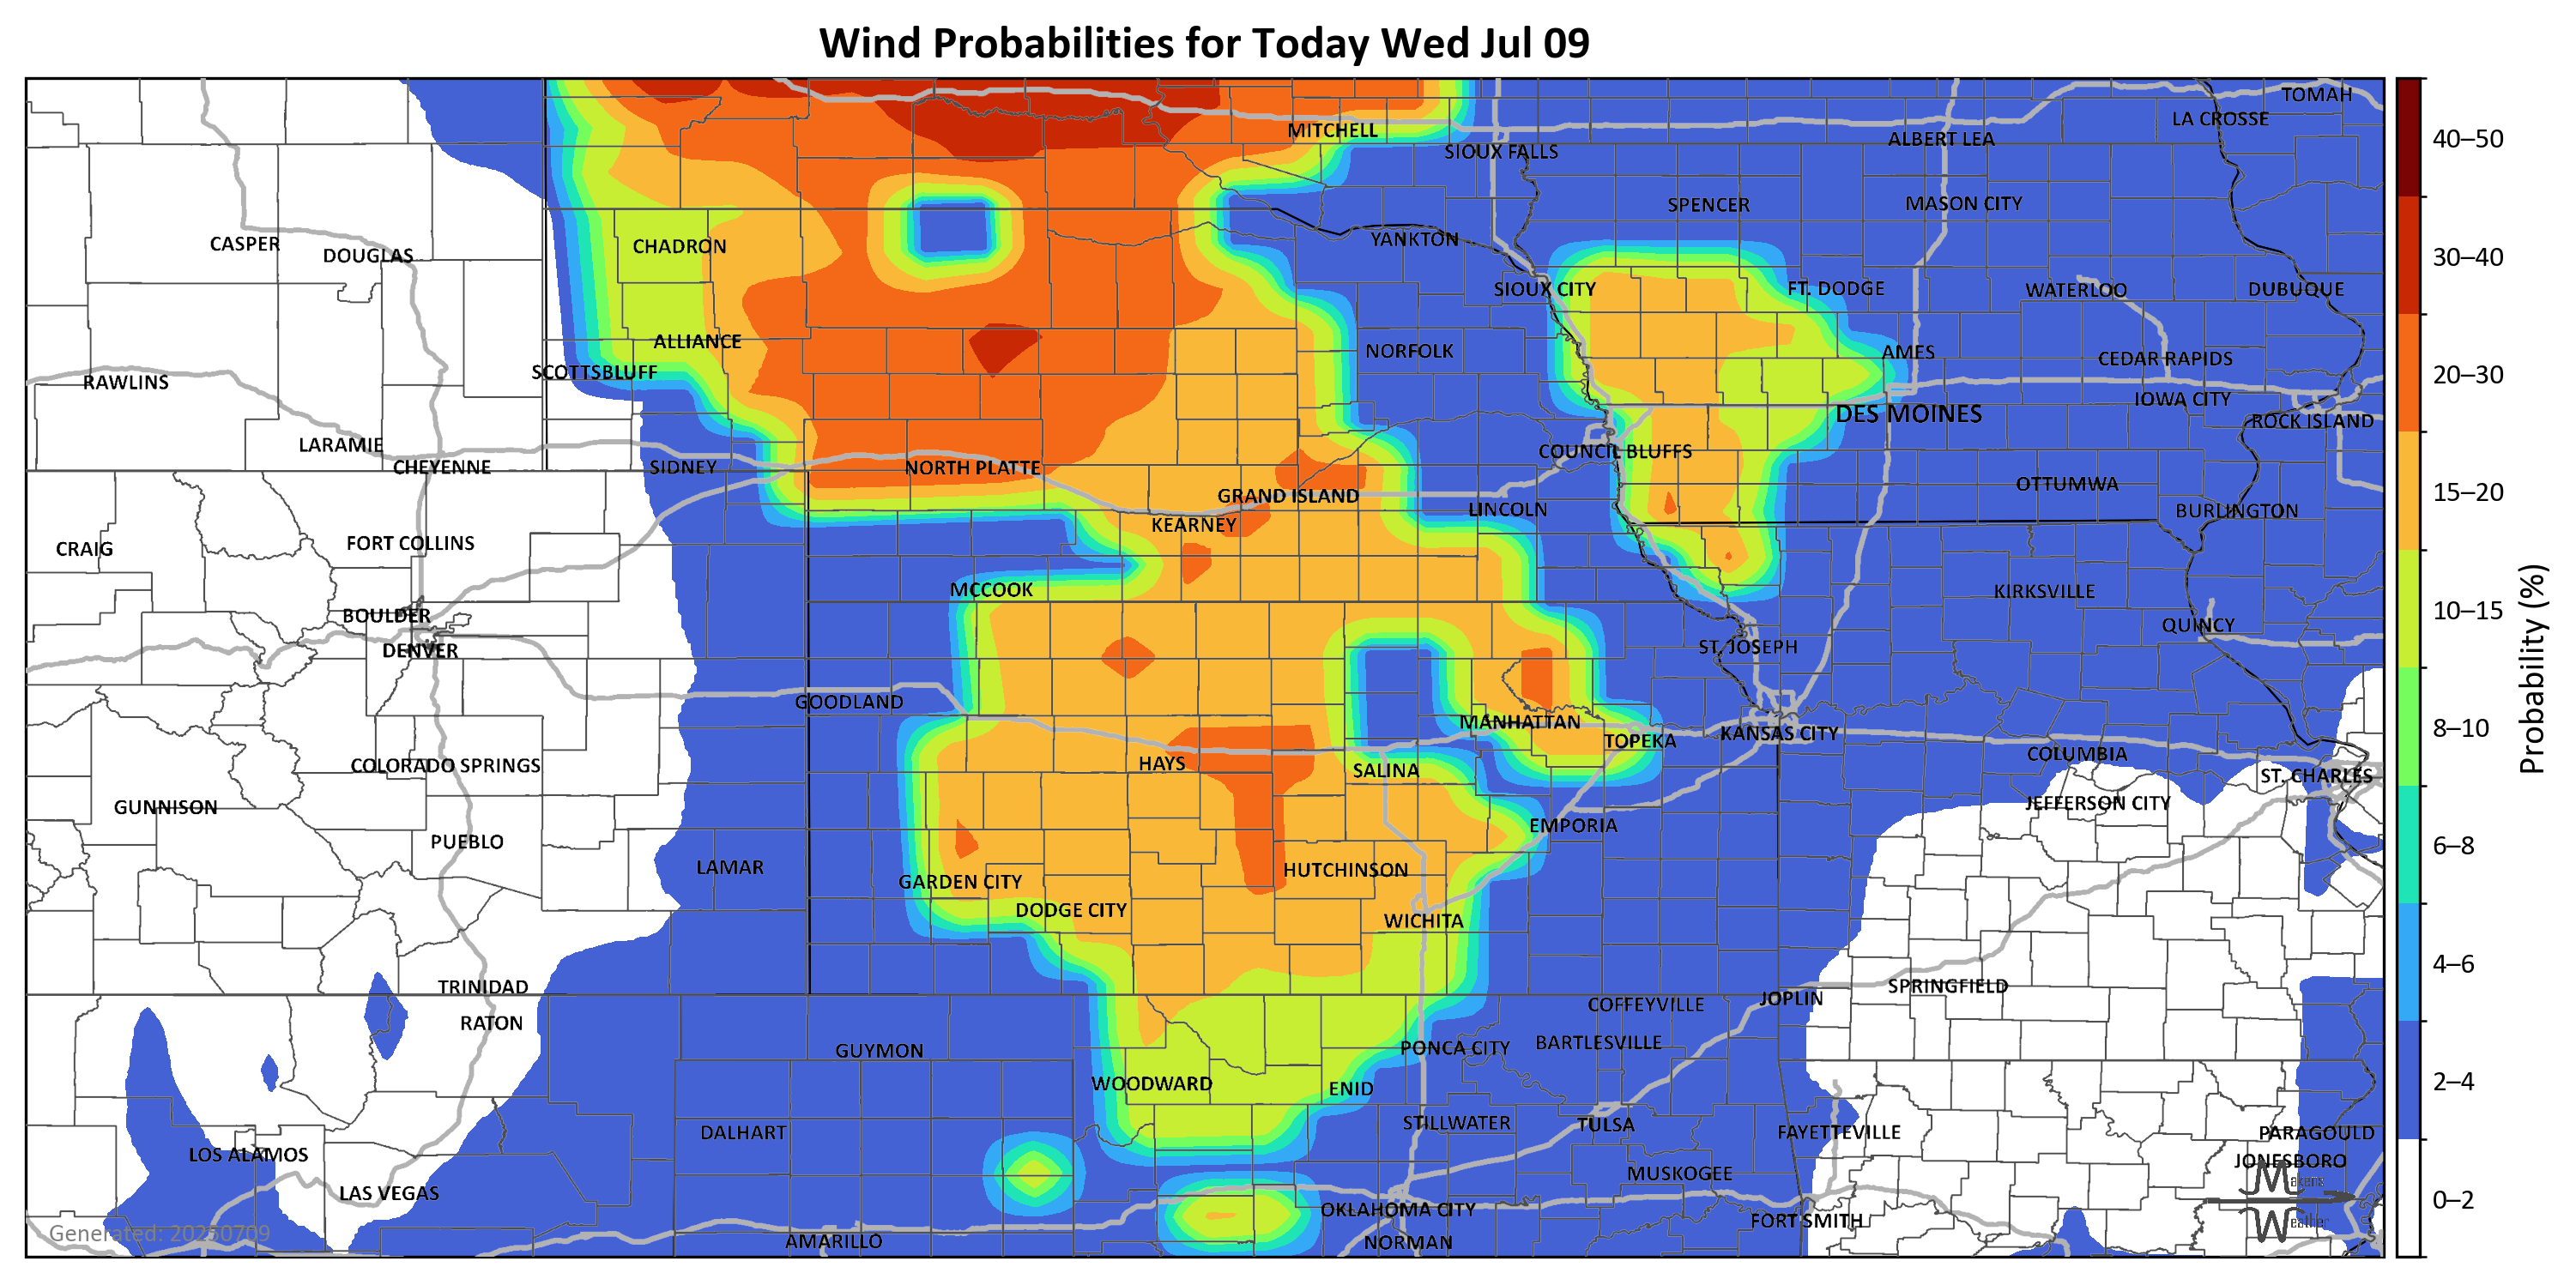 Wind Probabilities for Today Wed Jul 09
TOMAH
LA CROSSE
MITCHELL
ALBERT LEA
SIOUX FALLS
SPENCER
MASON CITY
YANKTON
CASPER
CHADRON
DOUGLAS
SIOUX CITY
FT. DODGE
WATERLOO
DUBUQUE
ALLIANCE
NORFOLK
AMES
CEDAR RAPIDS
SCOTTSBLUFF
RAWLINS
IOWA CITY
DES MOINES
ROCK ISLAND
LARAMIE
COUNCIL BLUFFS
CHEYENNE
SIDNEY
NORTH PLATTE
OTTUMWA
GRAND ISLAND
LINCOLN
BURLINGTON
KEARNEY
CRAIG
FORT COLLINS
MCCOOK
KIRKSVILLE
BOULDER
QUINCY
DENVER
ST. JOSEPH
GOODLAND
MANHATTAN
TOPEKA
KANSAS CITY
COLUMBIA
HAYS
COLORADO SPRINGS
SALINA
ST. CHARLES
GUNNISON
JEFFERSON CITY
EMPORIA
PUEBLO
LAMAR
HUTCHINSON
GARDEN CITY
DODGE CITY
WICHITA
TRINIDAD
SPRINGFIELD
JOPLIN
COFFEYVILLE
RATON
BARTLESVILLE
PONCA CITY
GUYMON
WOODWARD
ENID
STILLWATER
TULSA
DALHART
FAYETTEVILLE
PARAGOULD
LOS ALAMOS
JONESBORO
MUSKOGEE
LAS VEGAS
OKLAHOMA CITY
FORT SMITH
AMARILLO
NORMAN
Generated: 20250709
Makens
Weather
40–50
30–40
20–30
15–20
10–15
8–10
6–8
4–6
2–4
0–2
Probability (%)